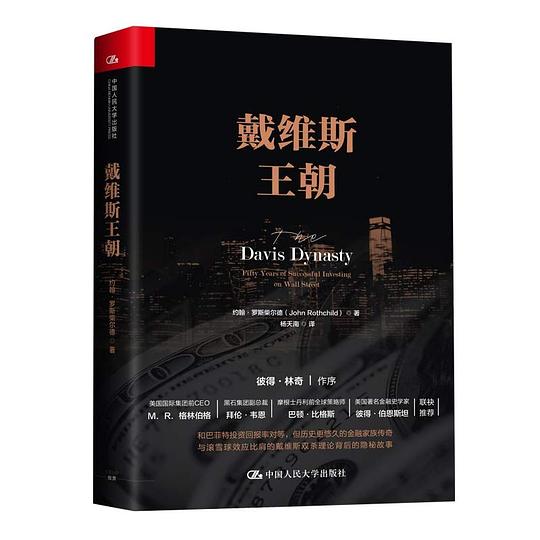 中国人民大学出版社
戴维斯王朝
约翰·罗斯柴尔德 著
戴维斯
王朝
The
Davis Dynasty
Fifty Years of Successful Investing
on Wall Street
约翰·罗斯柴尔德（John Rothchild）著
杨天南 译
彼得·林奇 作序
美国国际集团前CEO 黑石集团副总裁 摩根士丹利前全球策略师 美国著名金融史学家 联袂
M. R. 格林伯格 拜伦·韦恩 巴顿·比格斯 彼得·伯恩斯坦 推荐
和巴菲特投资回报率对等，但历史更悠久的金融家族传奇
与滚雪球效应比肩的戴维斯双杀理论背后的隐秘故事
中国人民大学出版社